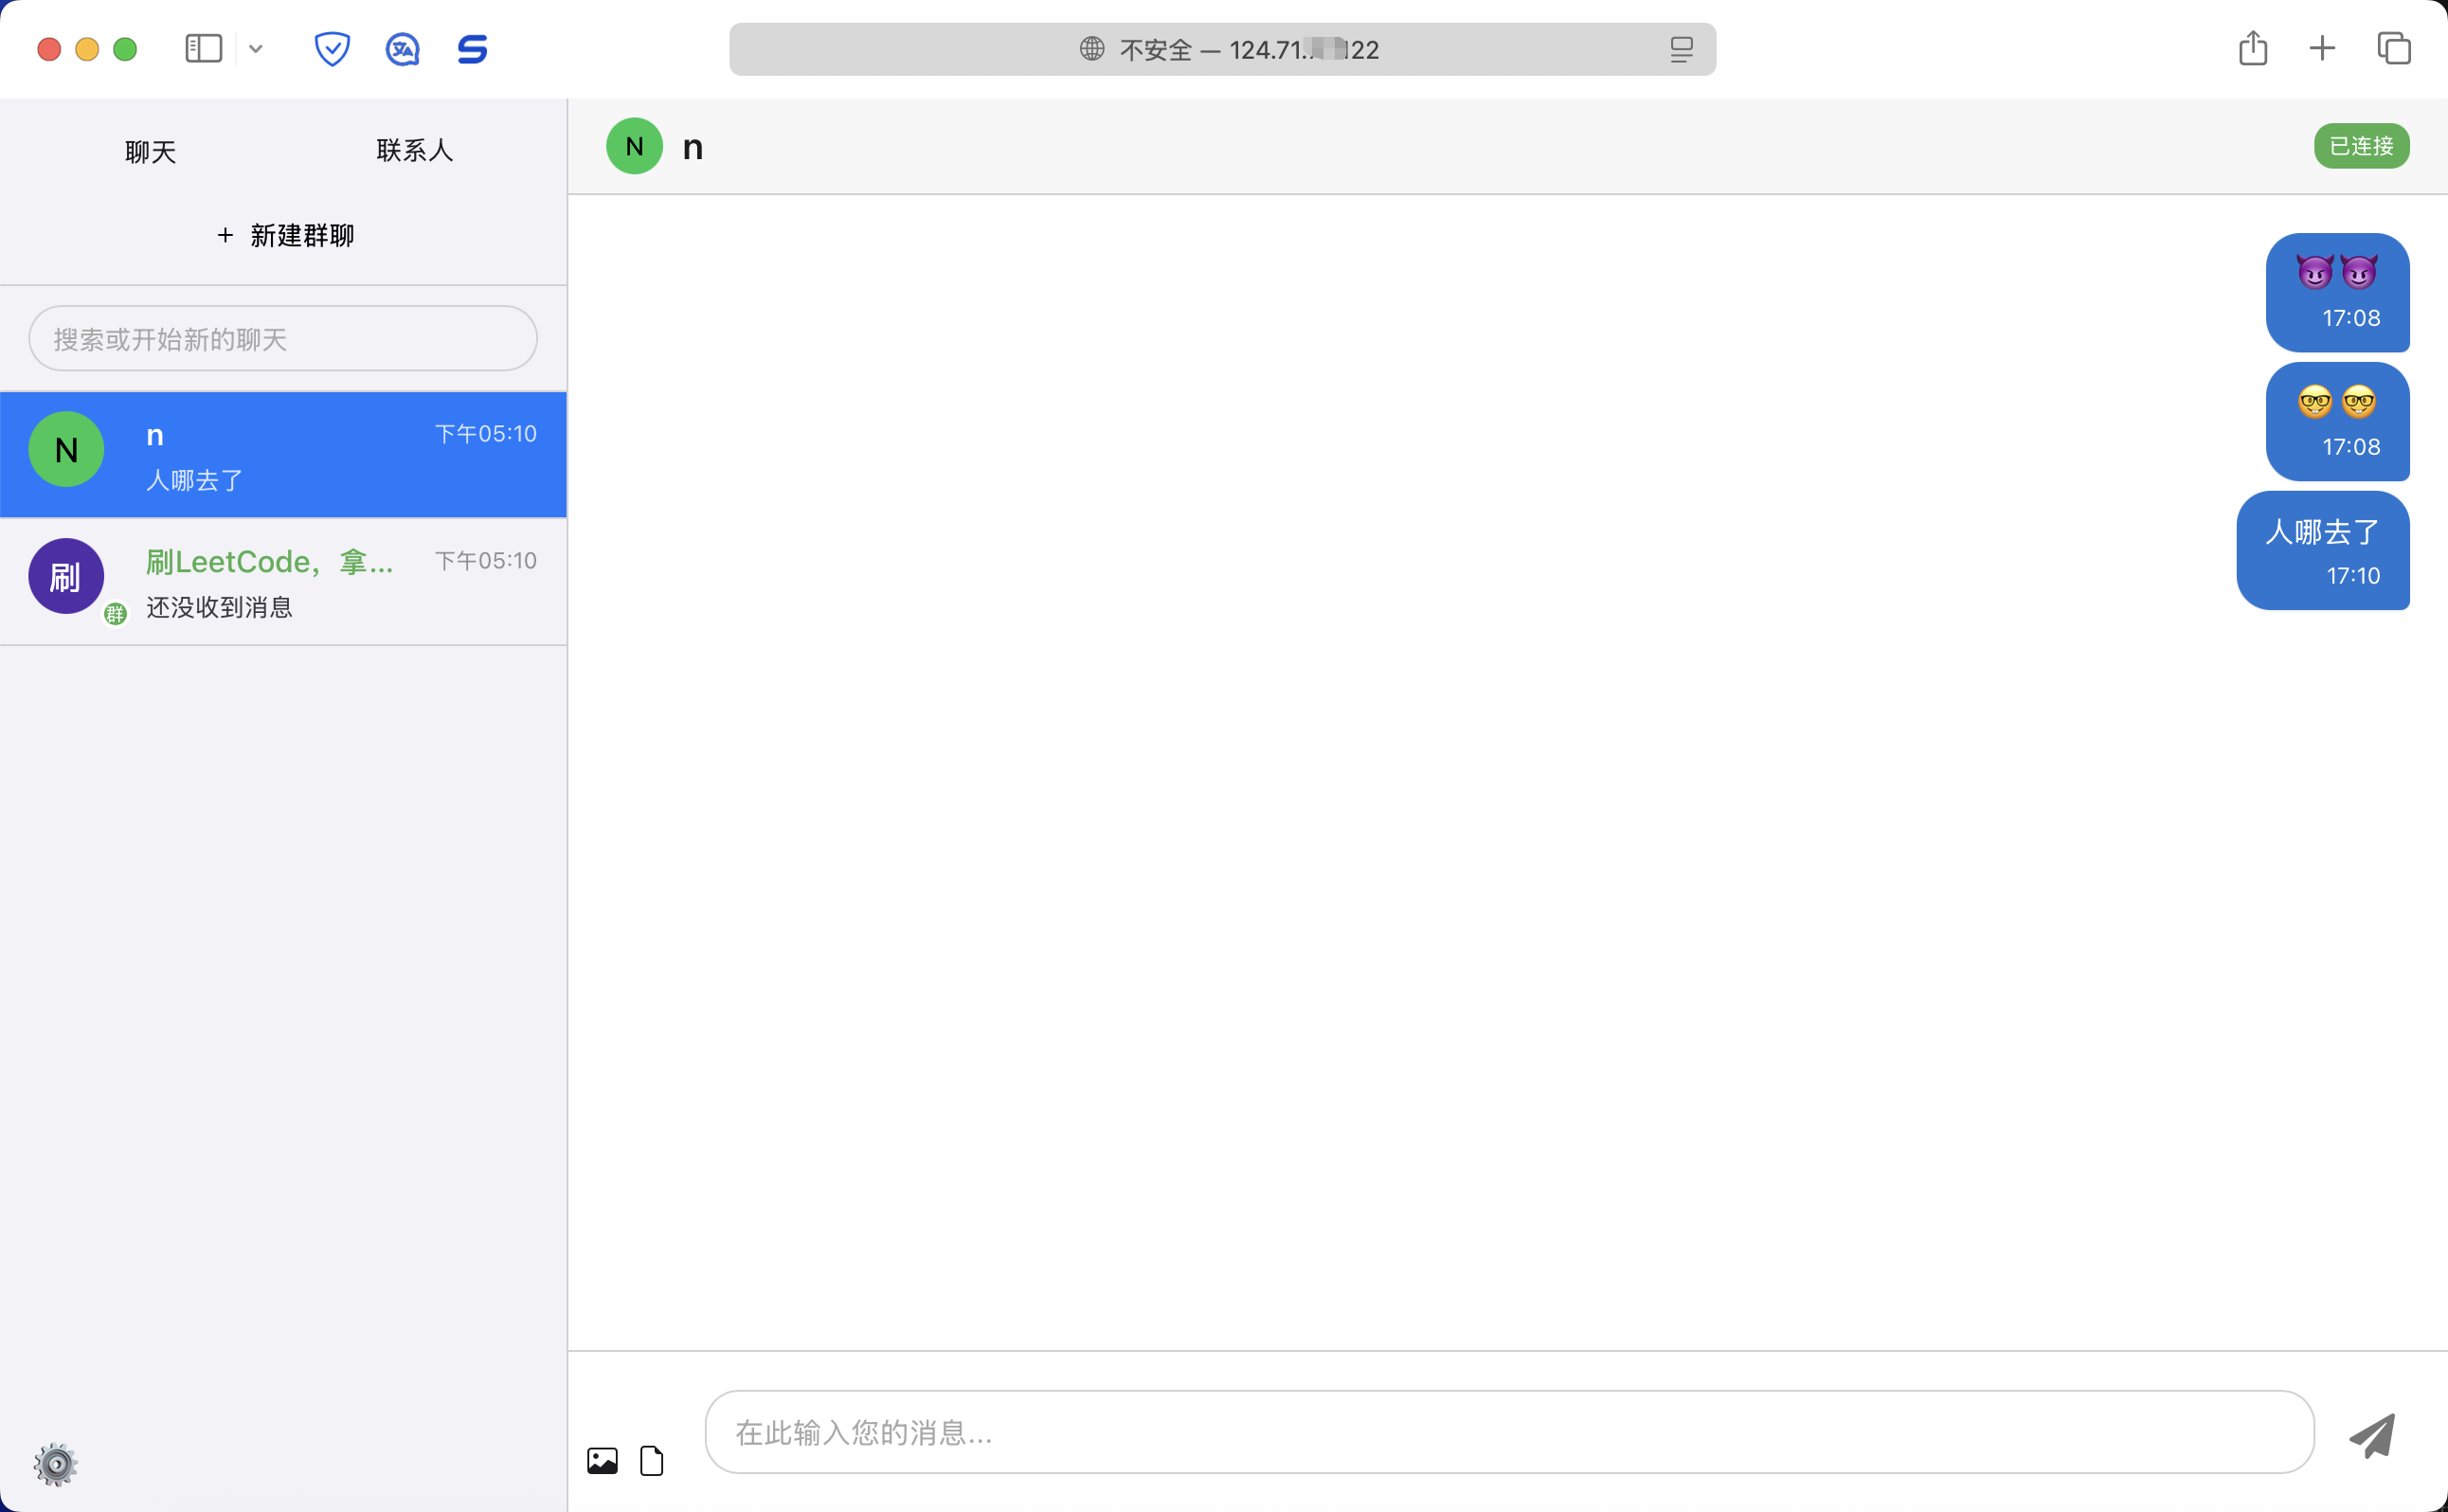 不安全 — 124.71. 122
聊天
联系人
+ 新建群聊
搜索或开始新的聊天
N
n
下午05:10
人哪去了
刷
群
刷LeetCode，拿...
下午05:10
还没收到消息
N
n
已连接
😈😈
17:08
🤓🤓
17:08
人哪去了
17:10
在此输入您的消息...